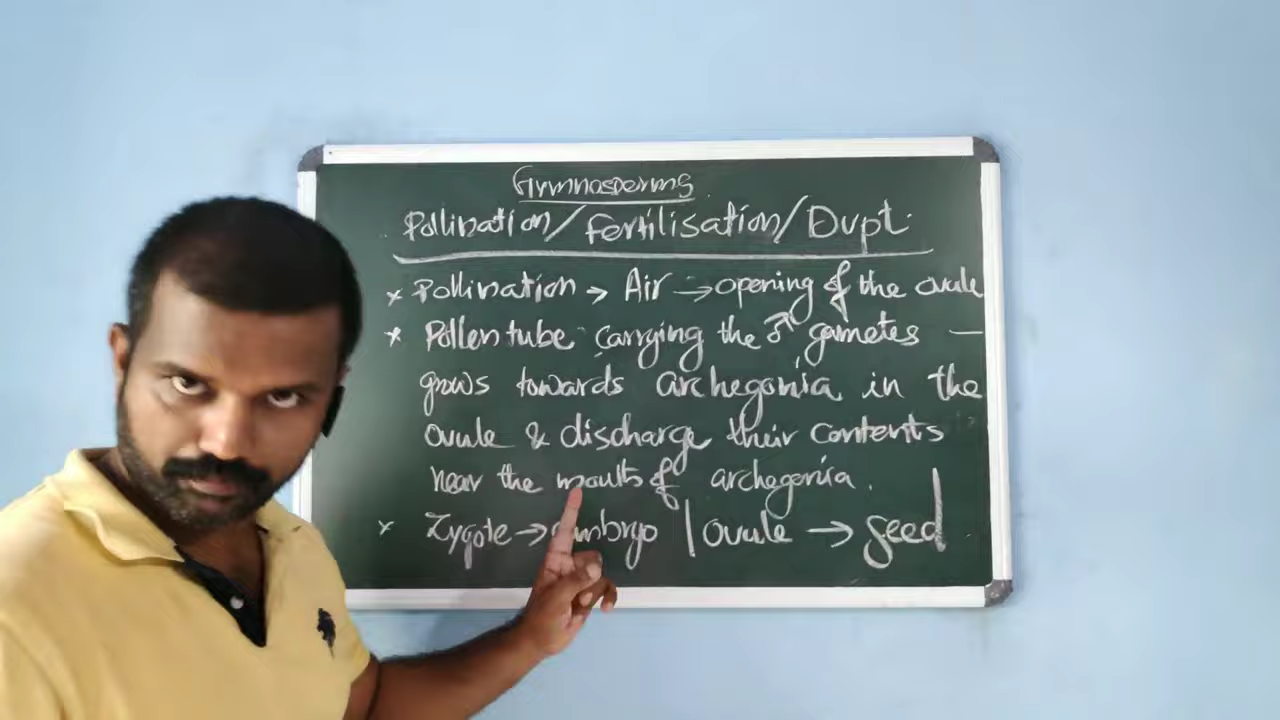 Gymnosperms
Pollination/Fertilisation/Dvpt.
* Pollination → Air → opening of the ovule
* Pollen tube carrying the ♂ gametes —
grows towards archegonia in the
ovule & discharge their contents
near the mouth of archegonia.
* Zygote → embryo | ovule → seed